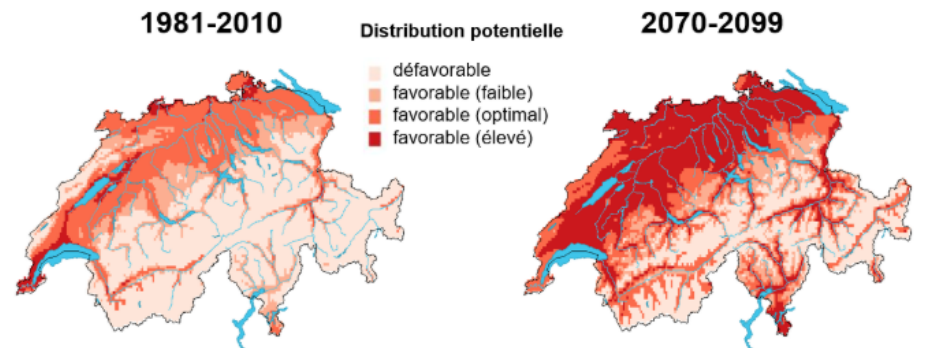 1981-2010
Distribution potentielle
2070-2099
défavorable
favorable (faible)
favorable (optimal)
favorable (élevé)